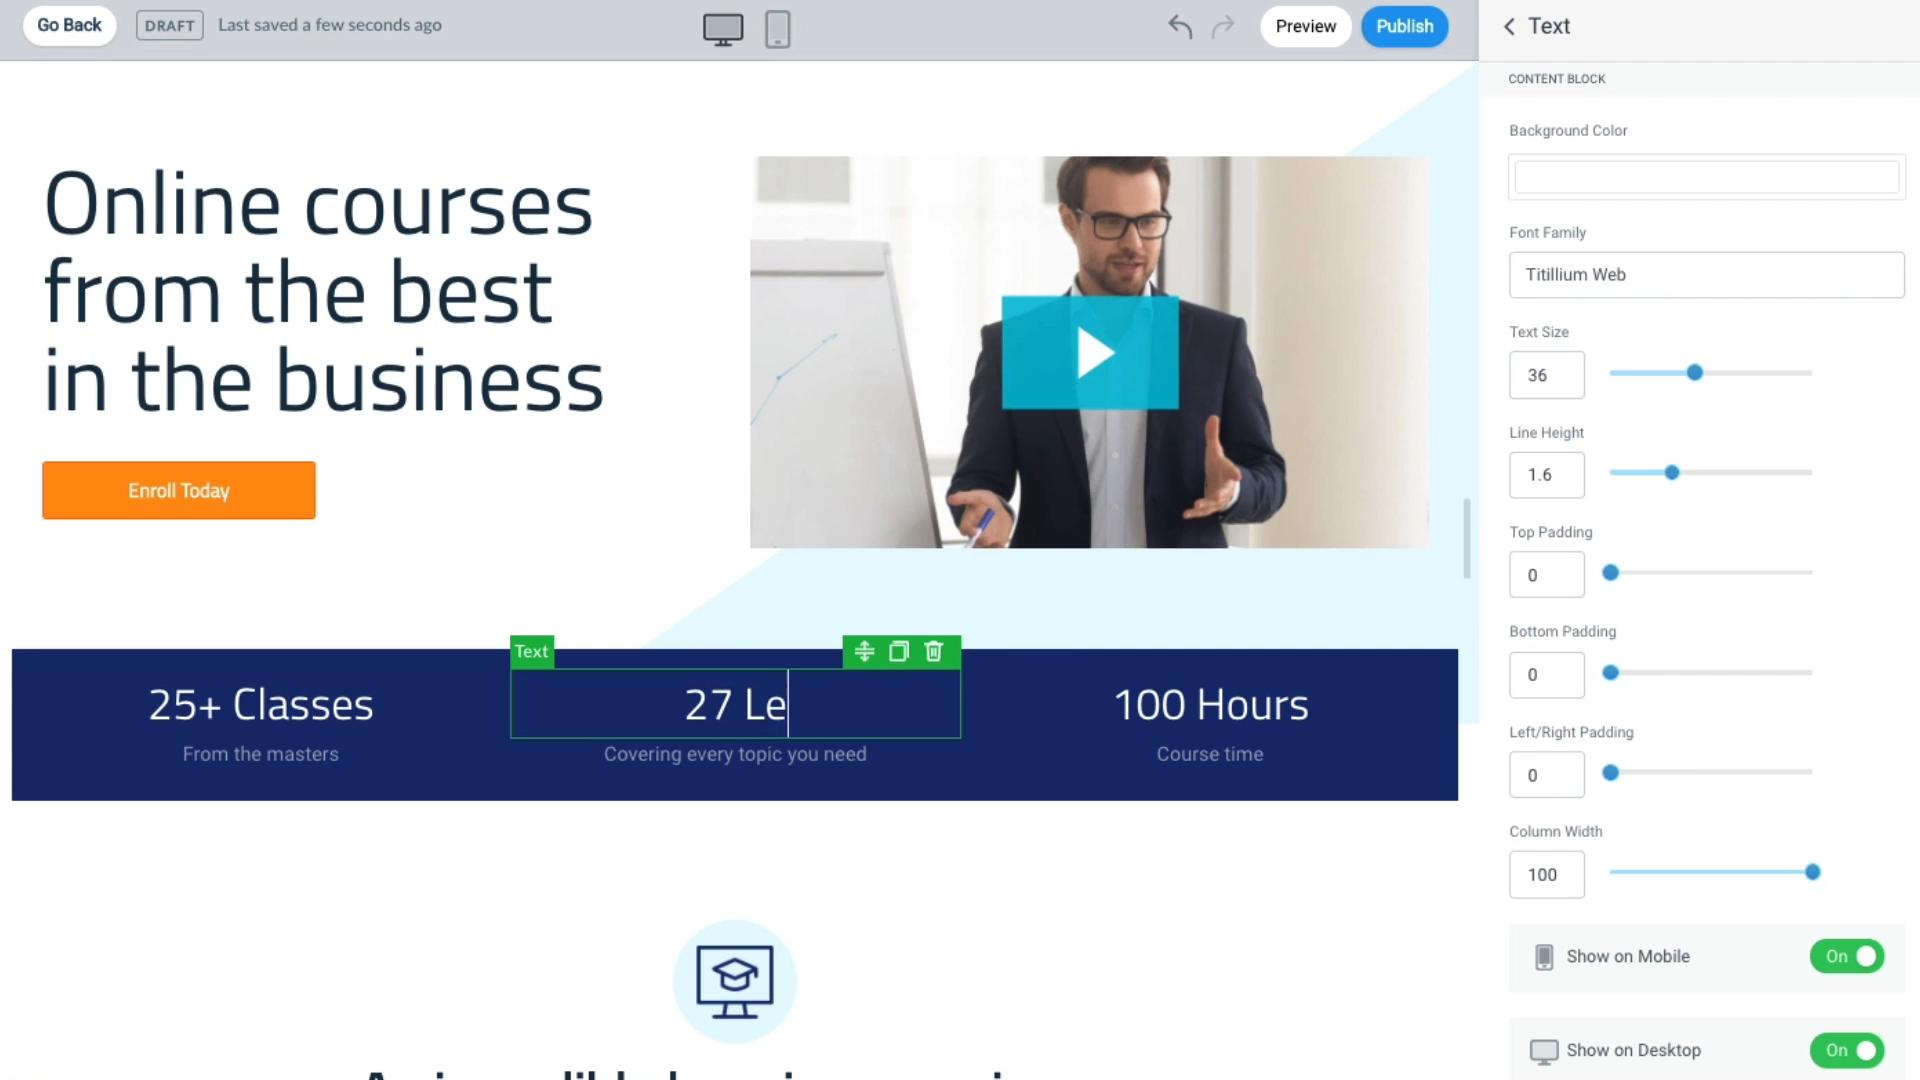 Go Back
DRAFT
Last saved a few seconds ago
Preview
Publish
Text
CONTENT BLOCK
Background Color
Font Family
Titillium Web
Text Size
36
Line Height
1.6
Top Padding
0
Bottom Padding
0
Left/Right Padding
0
Column Width
100
Show on Mobile
On
Show on Desktop
On
Online courses
from the best
in the business
Enroll Today
Text
25+ Classes
From the masters
27 Le
Covering every topic you need
100 Hours
Course time